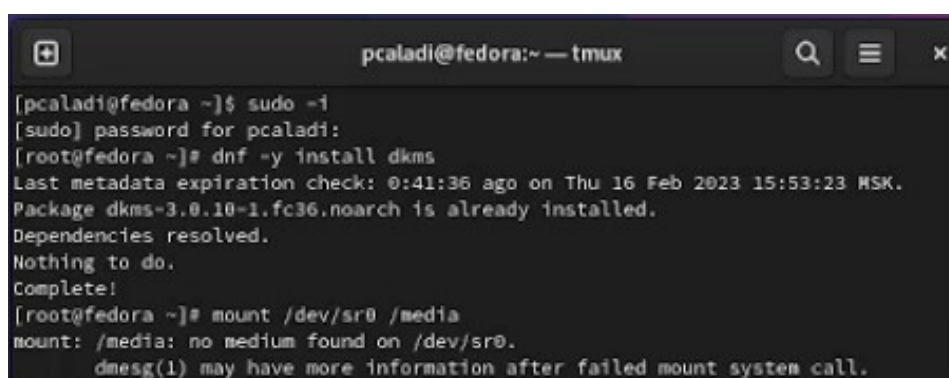 pcaladi@fedora:~ — tmux
[pcaladi@fedora ~]$ sudo -i
[sudo] password for pcaladi:
[root@fedora ~]# dnf -y install dkms
Last metadata expiration check: 0:41:36 ago on Thu 16 Feb 2023 15:53:23 MSK.
Package dkms-3.0.10-1.fc36.noarch is already installed.
Dependencies resolved.
Nothing to do.
Complete!
[root@fedora ~]# mount /dev/sr0 /media
mount: /media: no medium found on /dev/sr0.
       dmesg(1) may have more information after failed mount system call.